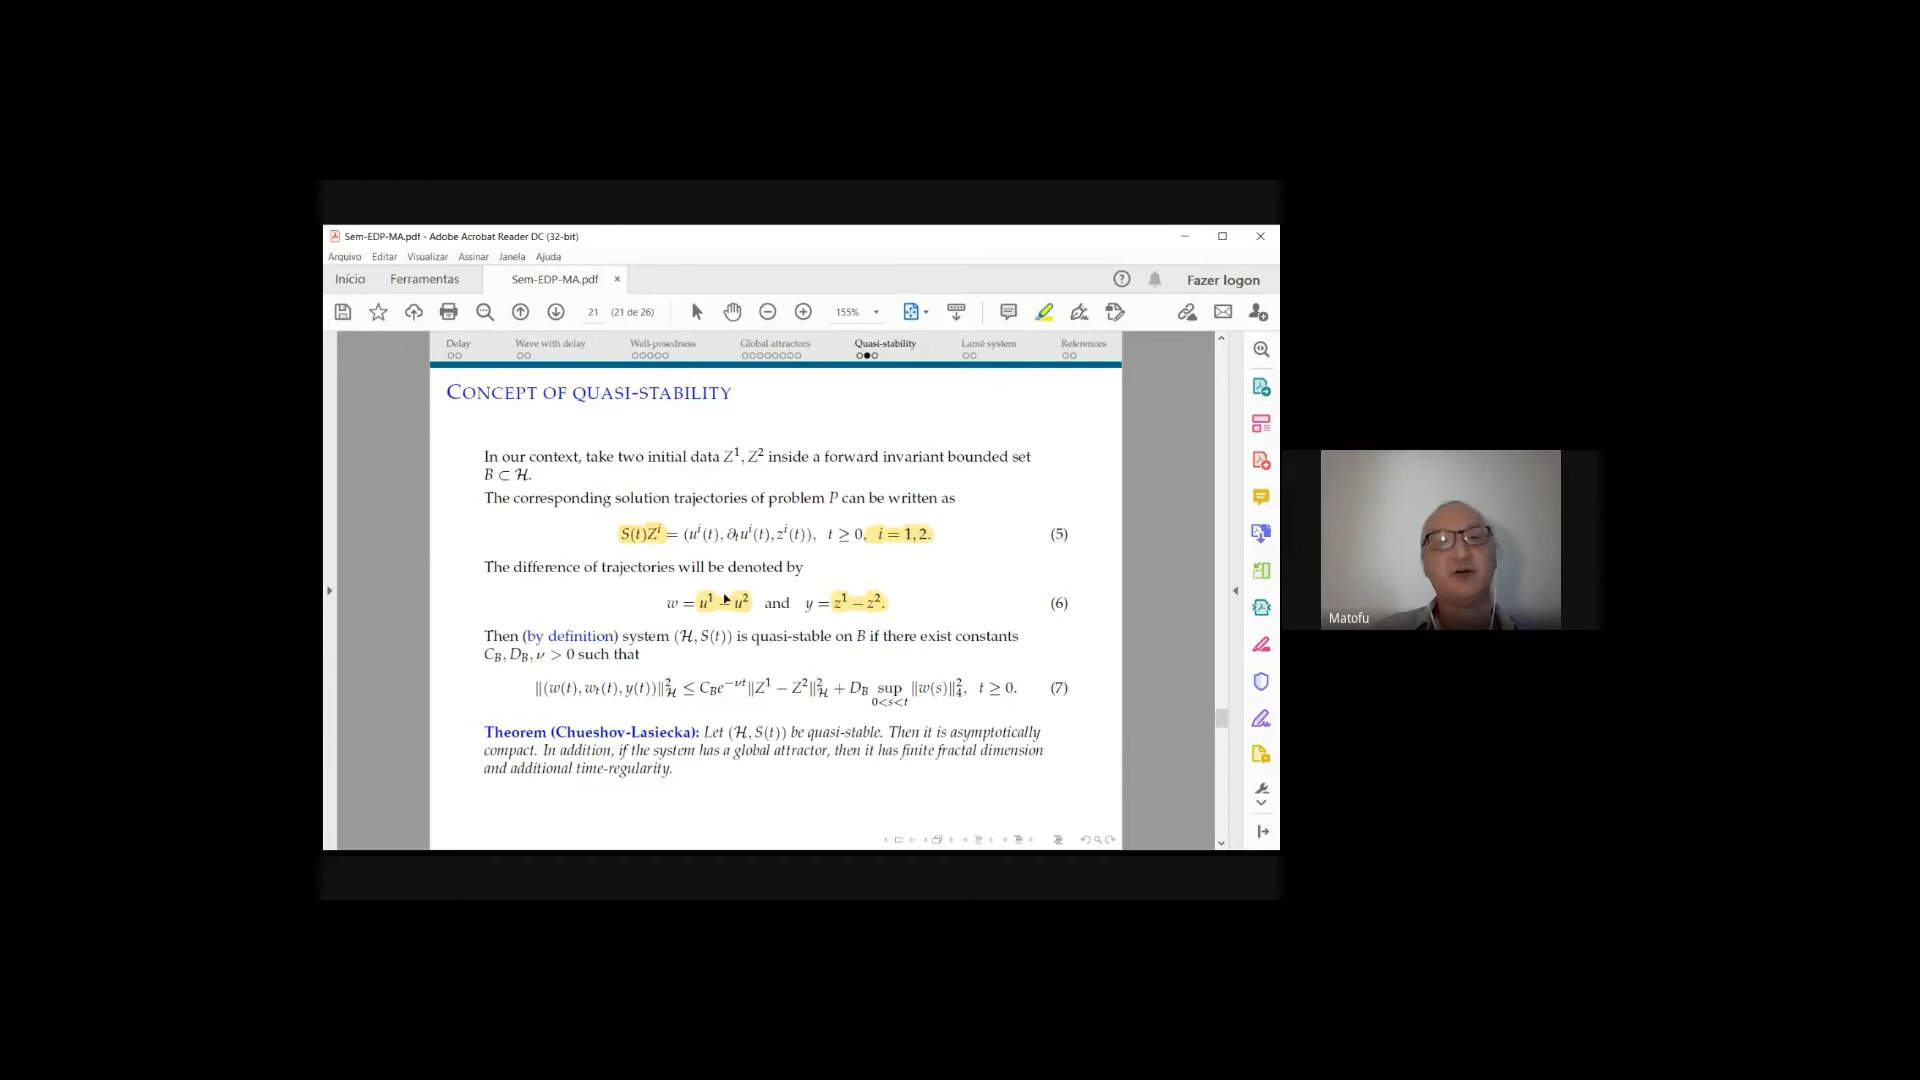 Sem-EDP-MA.pdf - Adobe Acrobat Reader DC (32-bit)
Arquivo Editar Visualizar Assinar Janela Ajuda
Início Ferramentas Sem-EDP-MA.pdf × Fazer logon
21 (21 de 26) 155%
Delay Wave with delay Well-posedness Global attractors Quasi-stability Lamé system References
CONCEPT OF QUASI-STABILITY
In our context, take two initial data Z¹, Z² inside a forward invariant bounded set
B ⊂ ℋ.
The corresponding solution trajectories of problem P can be written as
S(t)Zⁱ = (uⁱ(t), ∂ₜuⁱ(t), zⁱ(t)), t ≥ 0, i = 1, 2. (5)
The difference of trajectories will be denoted by
w = u¹ − u² and y = z¹ − z². (6)
Then (by definition) system (ℋ, S(t)) is quasi-stable on B if there exist constants
C_B, D_B, ν > 0 such that
‖(w(t), wₜ(t), y(t))‖²_ℋ ≤ C_B e^{−νt}‖Z¹ − Z²‖²_ℋ + D_B sup_{0<s<t} ‖w(s)‖²₄, t ≥ 0. (7)
Theorem (Chueshov-Lasiecka): Let (ℋ, S(t)) be quasi-stable. Then it is asymptotically
compact. In addition, if the system has a global attractor, then it has finite fractal dimension
and additional time-regularity.
Matofu